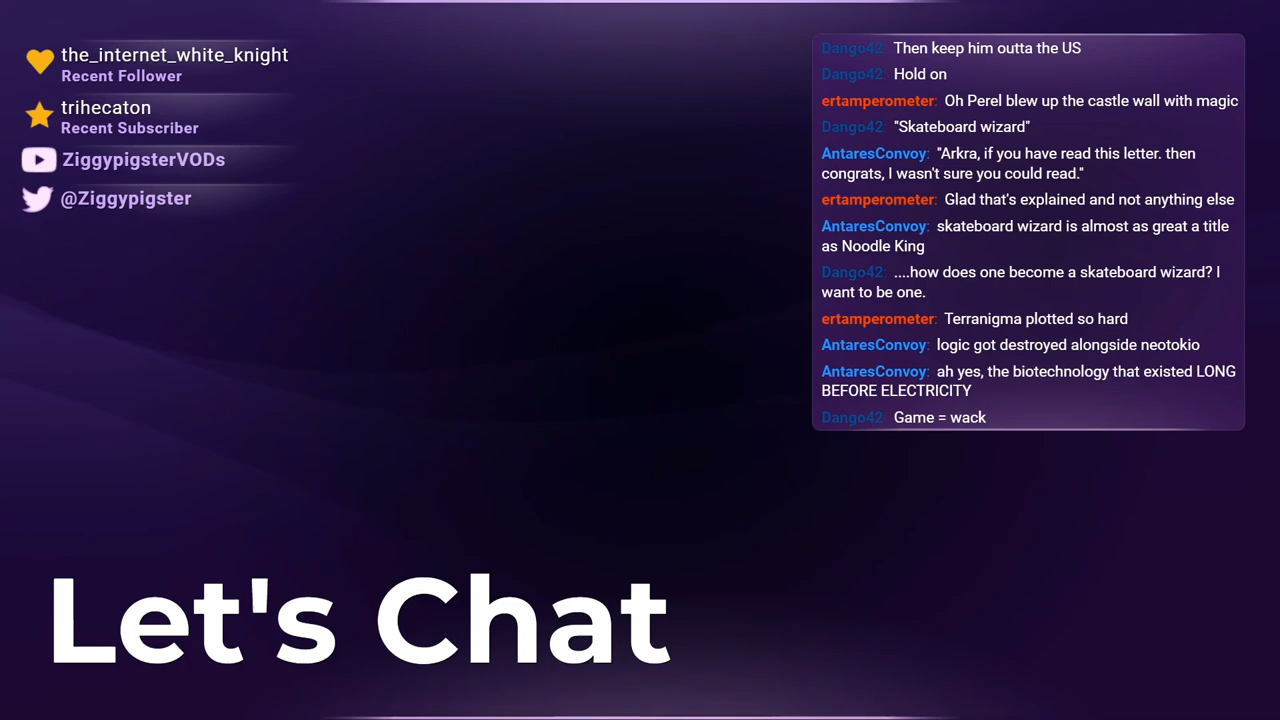 the_internet_white_knight
Recent Follower
trihecaton
Recent Subscriber
ZiggypigsterVODs
@Ziggypigster
Dango42: Then keep him outta the US
Dango42: Hold on
ertamperometer: Oh Perel blew up the castle wall with magic
Dango42: "Skateboard wizard"
AntaresConvoy: "Arkra, if you have read this letter. then
congrats, I wasn't sure you could read."
ertamperometer: Glad that's explained and not anything else
AntaresConvoy: skateboard wizard is almost as great a title
as Noodle King
Dango42: ....how does one become a skateboard wizard? I
want to be one.
ertamperometer: Terranigma plotted so hard
AntaresConvoy: logic got destroyed alongside neotokio
AntaresConvoy: ah yes, the biotechnology that existed LONG
BEFORE ELECTRICITY
Dango42: Game = wack
Let's Chat